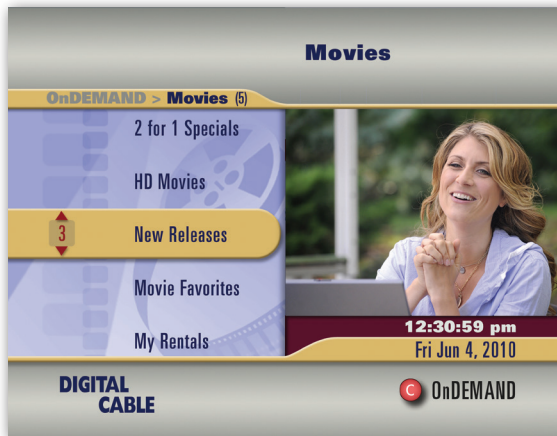 Movies
OnDEMAND > Movies (5)
2 for 1 Specials
HD Movies
3 New Releases
Movie Favorites
My Rentals
12:30:59 pm
Fri Jun 4, 2010
DIGITAL
CABLE
C OnDEMAND